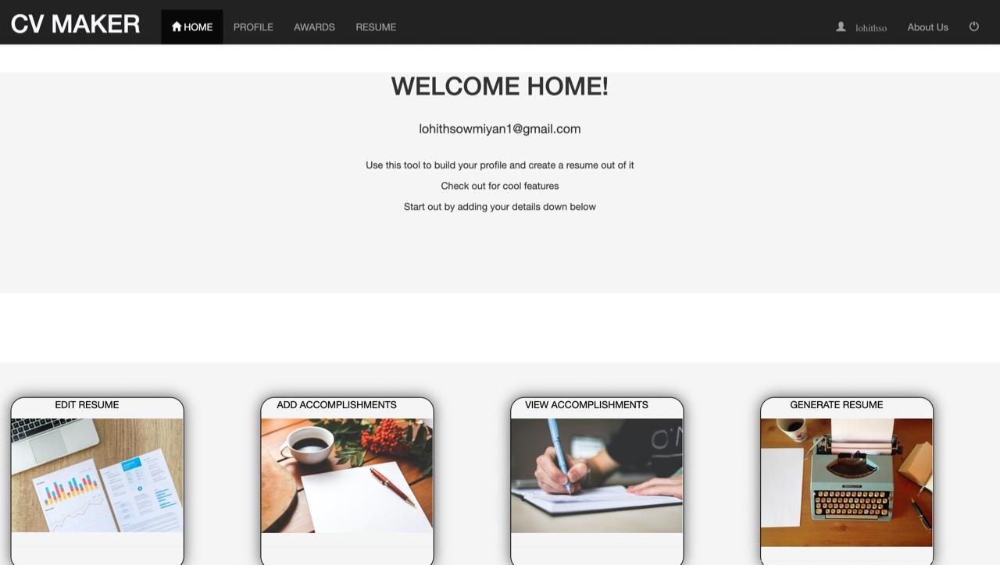 CV MAKER
HOME
PROFILE
AWARDS
RESUME
lohithso
About Us
WELCOME HOME!
lohithsowmiyan1@gmail.com
Use this tool to build your profile and create a resume out of it
Check out for cool features
Start out by adding your details down below
EDIT RESUME
ADD ACCOMPLISHMENTS
VIEW ACCOMPLISHMENTS
GENERATE RESUME